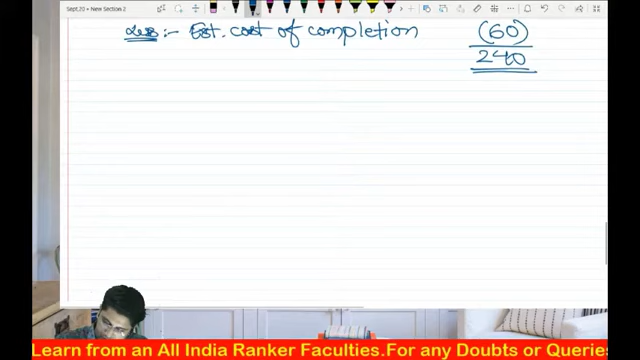 Sept 20 • New Section 2
Less :- Est. cost of completion (60)
240
Learn from an All India Ranker Faculties.For any Doubts or Queries